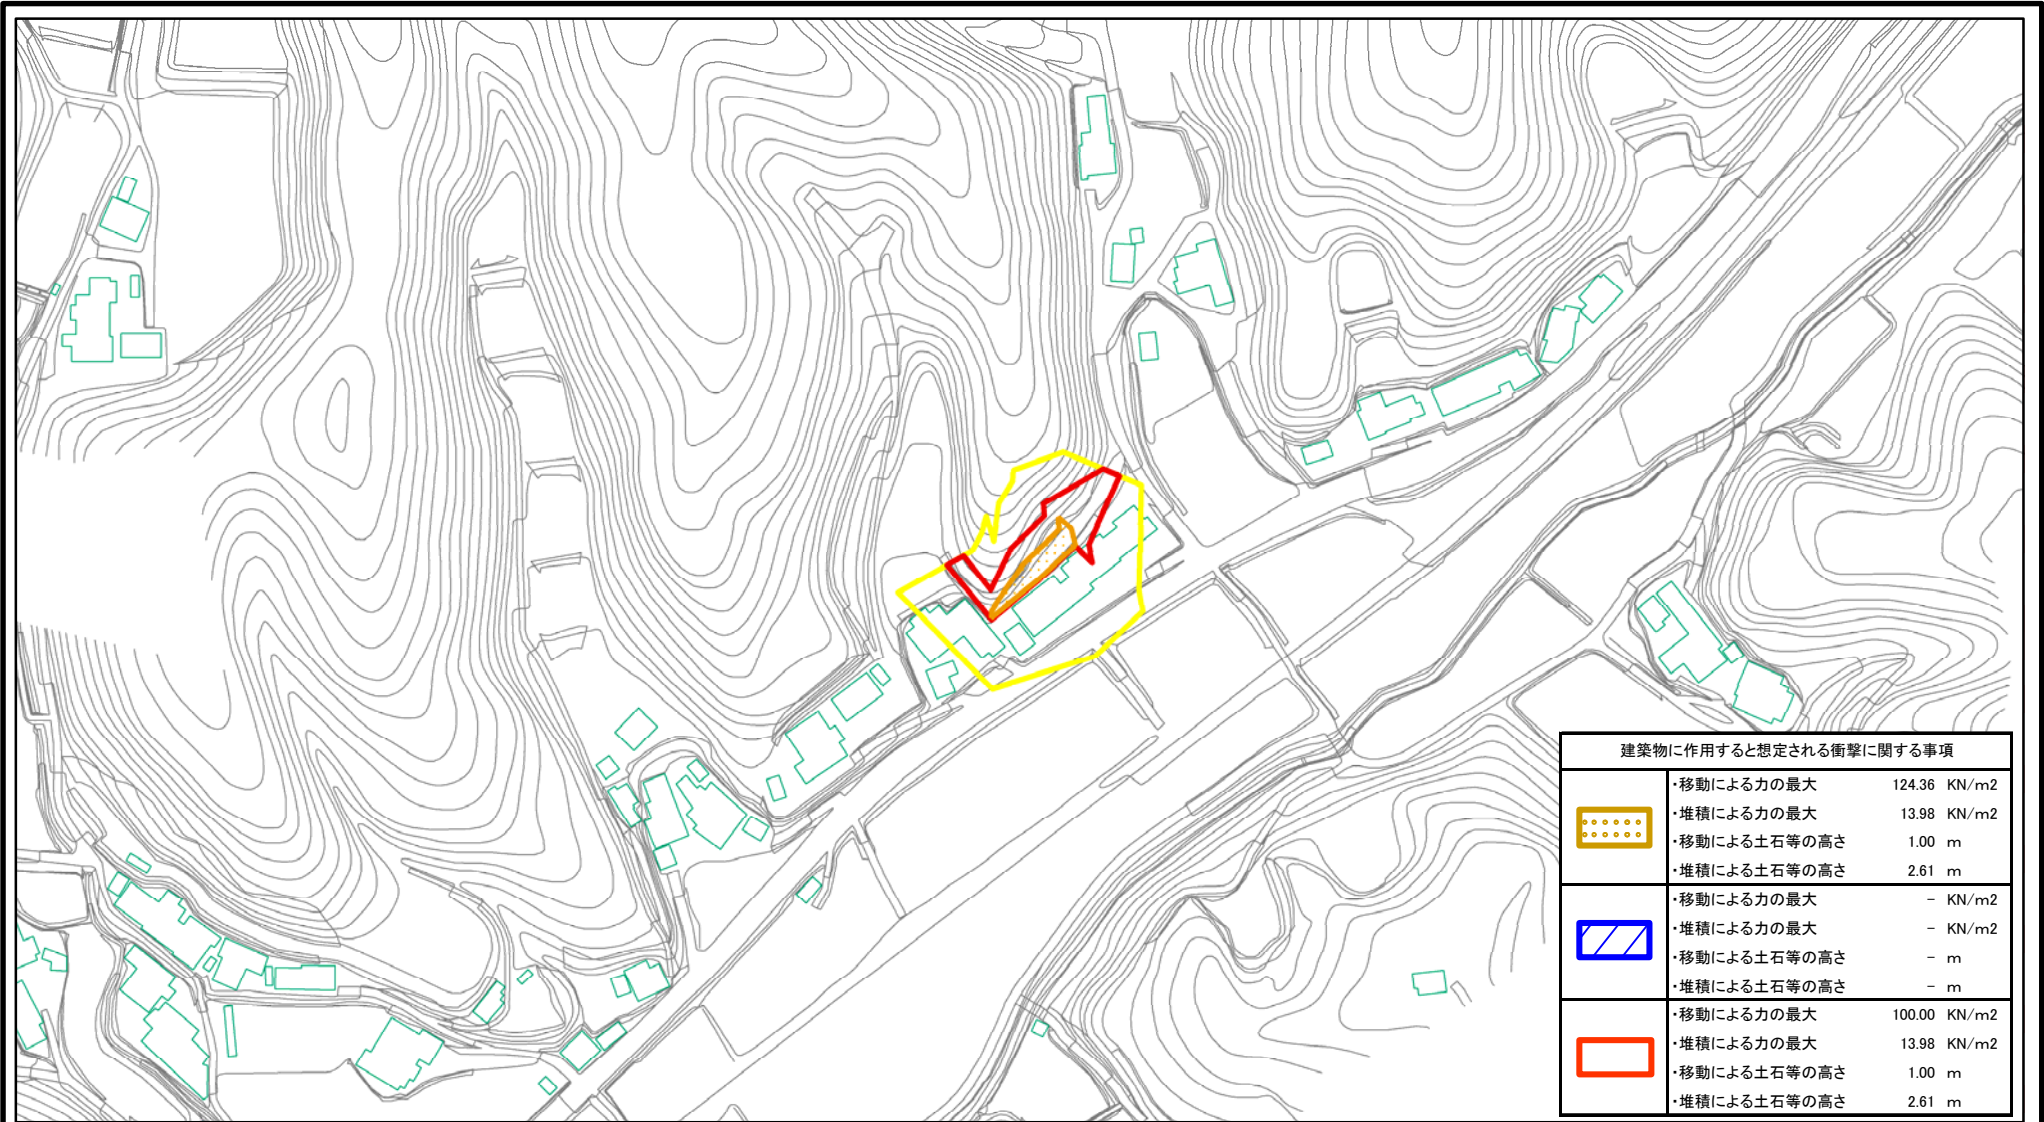 建築物に作用すると想定される衝撃に関する事項
・移動による力の最大 124.36 KN/m2
・堆積による力の最大 13.98 KN/m2
・移動による土石等の高さ 1.00 m
・堆積による土石等の高さ 2.61 m
・移動による力の最大 － KN/m2
・堆積による力の最大 － KN/m2
・移動による土石等の高さ － m
・堆積による土石等の高さ － m
・移動による力の最大 100.00 KN/m2
・堆積による力の最大 13.98 KN/m2
・移動による土石等の高さ 1.00 m
・堆積による土石等の高さ 2.61 m